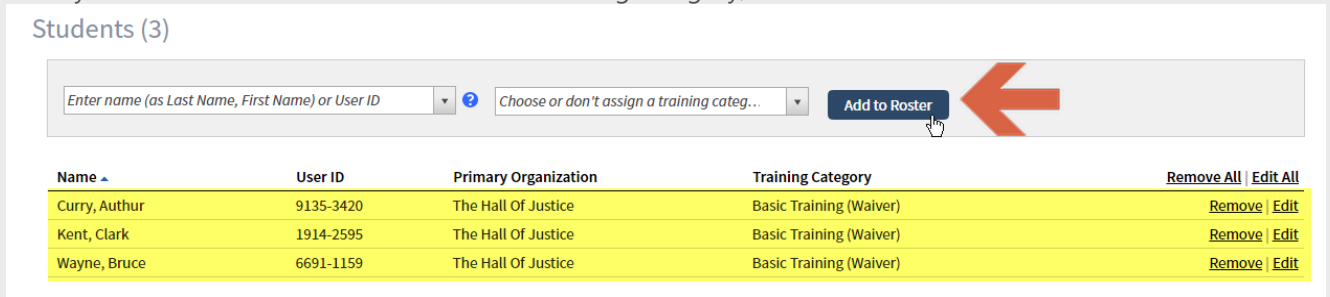 Students (3)
Enter name (as Last Name, First Name) or User ID ? Choose or don't assign a training categ... Add to Roster
Name User ID Primary Organization Training Category Remove All | Edit All
Curry, Authur 9135-3420 The Hall Of Justice Basic Training (Waiver) Remove | Edit
Kent, Clark 1914-2595 The Hall Of Justice Basic Training (Waiver) Remove | Edit
Wayne, Bruce 6691-1159 The Hall Of Justice Basic Training (Waiver) Remove | Edit